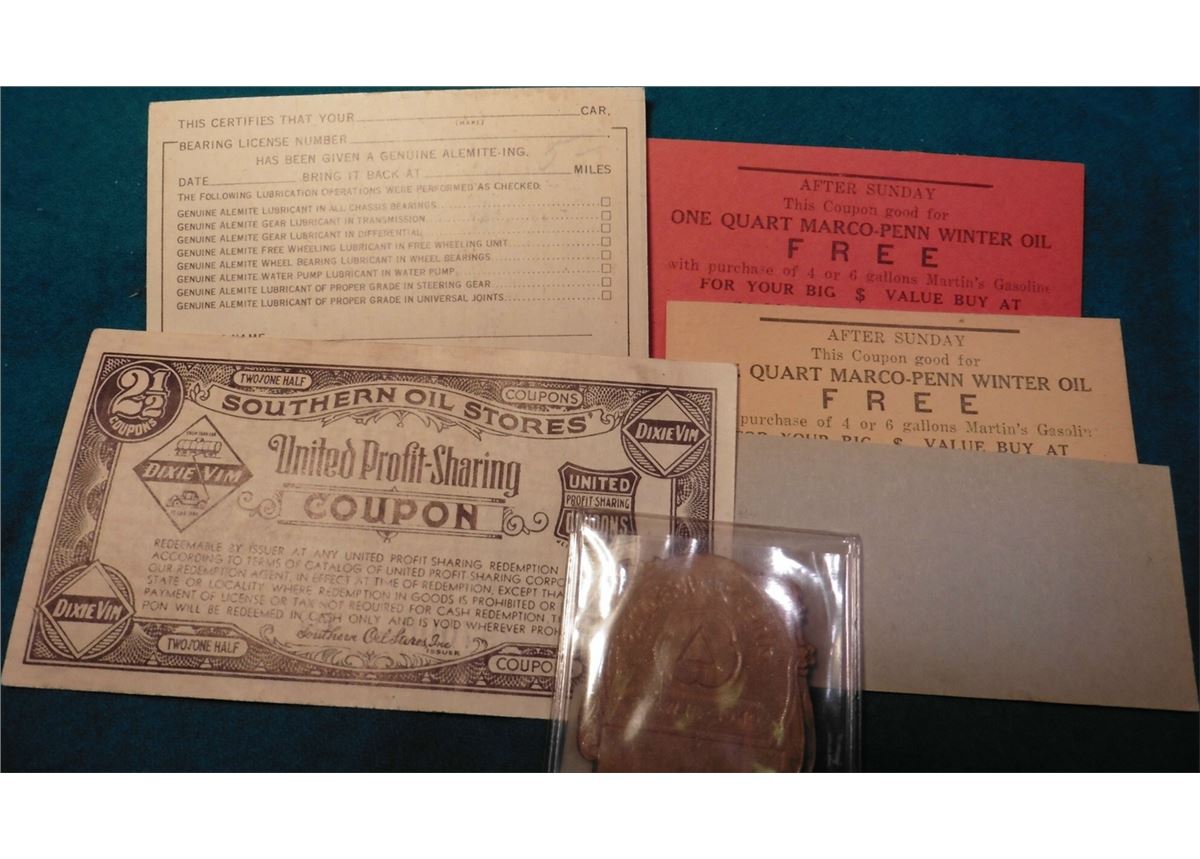 THIS CERTIFIES THAT YOUR CAR,
(MAKE)
BEARING LICENSE NUMBER
HAS BEEN GIVEN A GENUINE ALEMITE-ING.
DATE BRING IT BACK AT MILES
THE FOLLOWING LUBRICATION OPERATIONS WERE PERFORMED AS CHECKED:
GENUINE ALEMITE LUBRICANT IN ALL CHASSIS BEARINGS
GENUINE ALEMITE GEAR LUBRICANT IN TRANSMISSION
GENUINE ALEMITE GEAR LUBRICANT IN DIFFERENTIAL
GENUINE ALEMITE FREE WHEELING LUBRICANT IN FREE WHEELING UNIT
GENUINE ALEMITE WHEEL BEARING LUBRICANT IN WHEEL BEARINGS
GENUINE ALEMITE WATER PUMP LUBRICANT IN WATER PUMP
GENUINE ALEMITE LUBRICANT OF PROPER GRADE IN STEERING GEAR
GENUINE ALEMITE LUBRICANT OF PROPER GRADE IN UNIVERSAL JOINTS
NAME
AFTER SUNDAY
This Coupon good for
ONE QUART MARCO-PENN WINTER OIL
FREE
with purchase of 4 or 6 gallons Martin's Gasoline
FOR YOUR BIG $ VALUE BUY AT
AFTER SUNDAY
This Coupon good for
QUART MARCO-PENN WINTER OIL
FREE
purchase of 4 or 6 gallons Martin's Gasolin
FOR YOUR BIG $ VALUE BUY AT
2 1/2
COUPONS
TWO/ONE HALF
COUPONS
SOUTHERN OIL STORES'
DIXIE VIM
DIXIE VIM
United Profit-Sharing
COUPON
UNITED
PROFIT-SHARING
COUPONS
REDEEMABLE BY ISSUER AT ANY UNITED PROFIT SHARING REDEMPTION
ACCORDING TO TERMS OF CATALOG OF UNITED PROFIT-SHARING CORPO
OUR REDEMPTION AGENT, IN EFFECT AT TIME OF REDEMPTION, EXCEPT THA
STATE OR LOCALITY WHERE REDEMPTION IN GOODS IS PROHIBITED OR
PAYMENT OF LICENSE OR TAX NOT REQUIRED FOR CASH REDEMPTION, T
PON WILL BE REDEEMED IN CASH ONLY AND IS VOID WHEREVER PROH
DIXIE VIM
Southern Oil Stores Inc
ISSUER
TWO/ONE HALF
COUPO